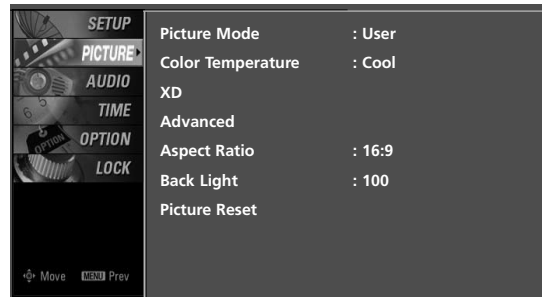 SETUP
PICTURE
AUDIO
TIME
OPTION
OPTION
LOCK
Move MENU Prev
Picture Mode : User
Color Temperature : Cool
XD
Advanced
Aspect Ratio : 16:9
Back Light : 100
Picture Reset